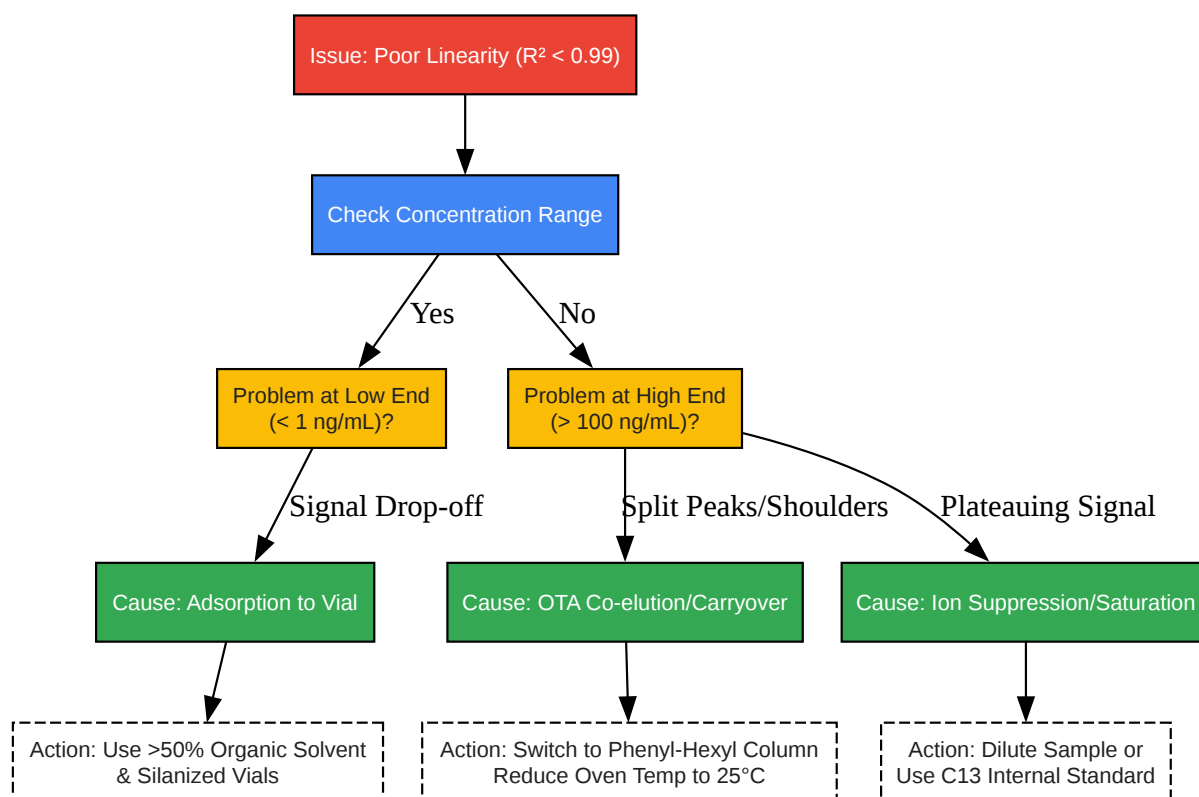 Issue: Poor Linearity (R² < 0.99)
Check Concentration Range
Yes
No
Problem at Low End
(< 1 ng/mL)?
Problem at High End
(> 100 ng/mL)?
Signal Drop-off
Split Peaks/Shoulders
Plateauing Signal
Cause: Adsorption to Vial
Cause: OTA Co-elution/Carryover
Cause: Ion Suppression/Saturation
Action: Use >50% Organic Solvent
& Silanized Vials
Action: Switch to Phenyl-Hexyl Column
Reduce Oven Temp to 25°C
Action: Dilute Sample or
Use C13 Internal Standard